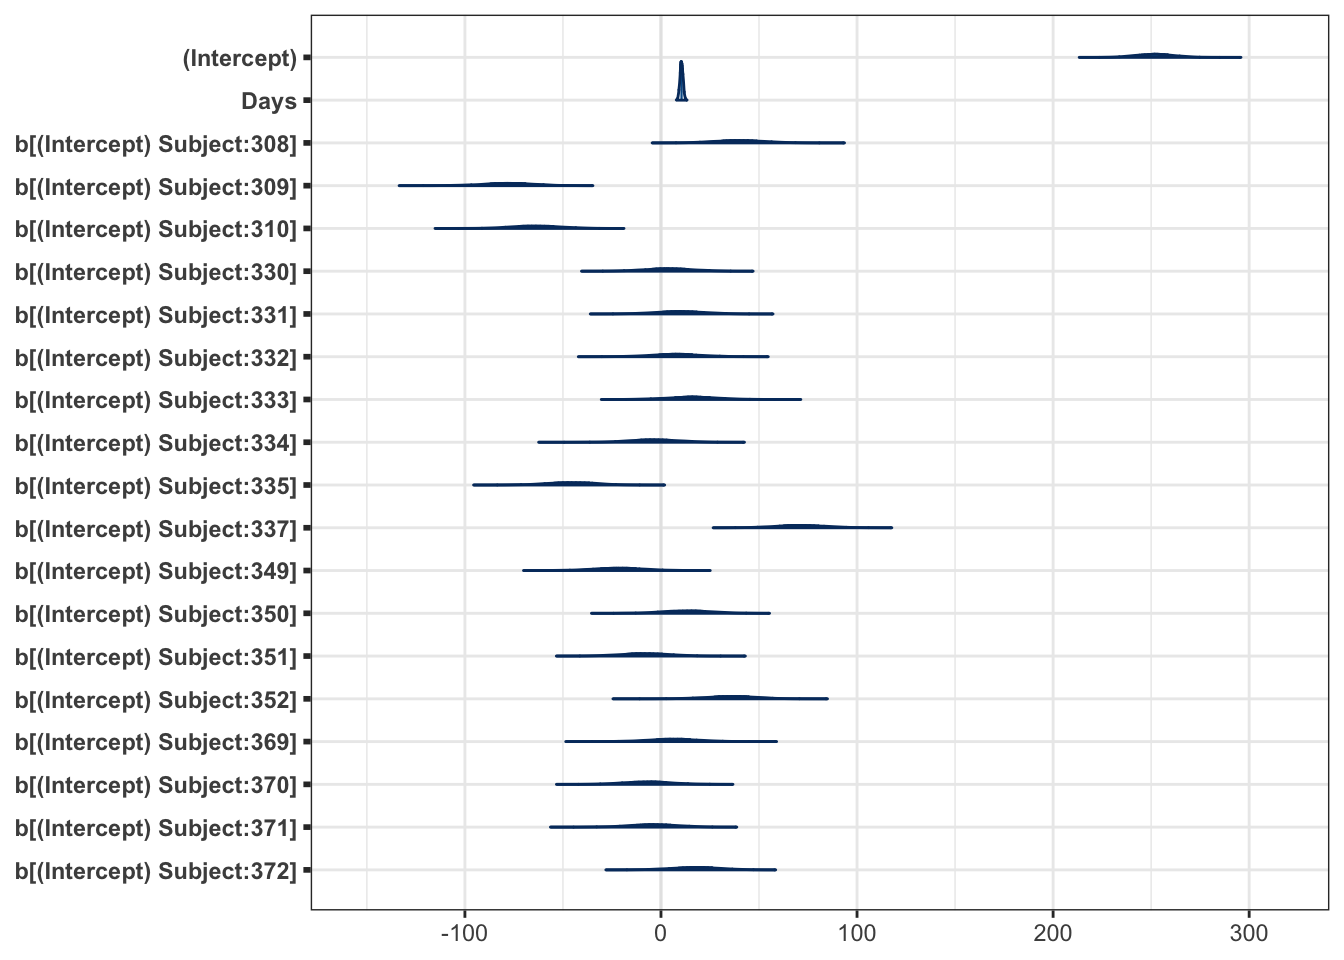 (Intercept)
Days
b[(Intercept) Subject:308]
b[(Intercept) Subject:309]
b[(Intercept) Subject:310]
b[(Intercept) Subject:330]
b[(Intercept) Subject:331]
b[(Intercept) Subject:332]
b[(Intercept) Subject:333]
b[(Intercept) Subject:334]
b[(Intercept) Subject:335]
b[(Intercept) Subject:337]
b[(Intercept) Subject:349]
b[(Intercept) Subject:350]
b[(Intercept) Subject:351]
b[(Intercept) Subject:352]
b[(Intercept) Subject:369]
b[(Intercept) Subject:370]
b[(Intercept) Subject:371]
b[(Intercept) Subject:372]
-100 0 100 200 300